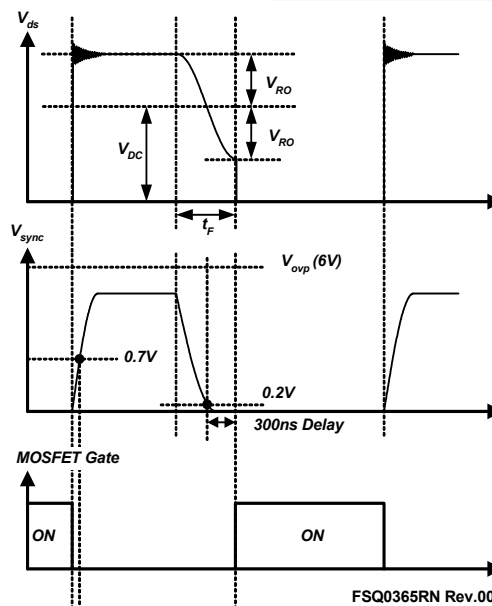 Vds
VRO
VRO
VDC
tF
Vsync
Vovp (6V)
0.7V
0.2V
300ns Delay
MOSFET Gate
ON
ON
FSQ0365RN Rev.00